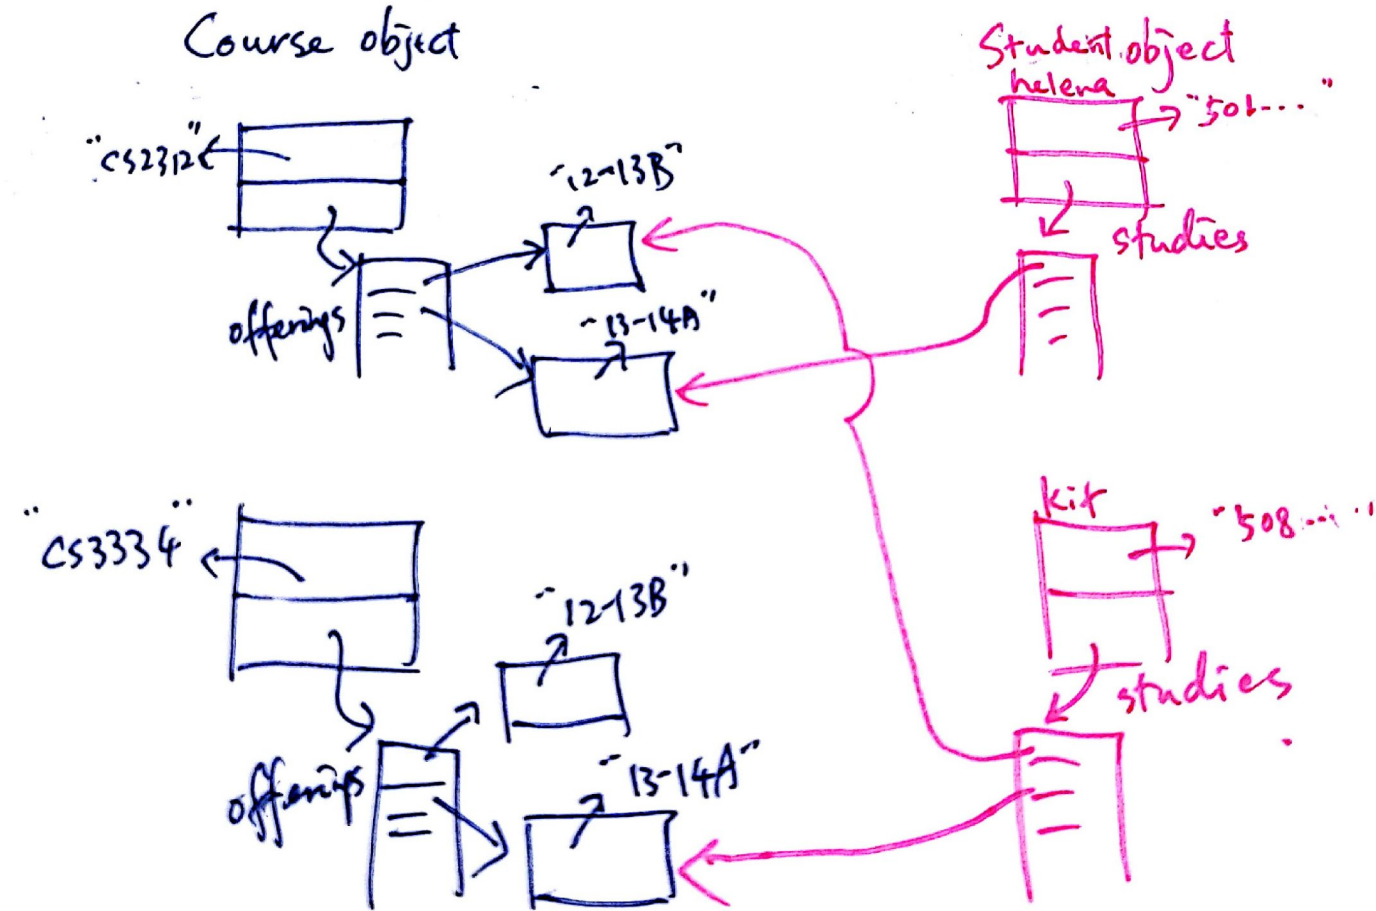 Course object
Student object
helena
"501...."
"CS2312"
"12-13B"
studies
offerings
"13-14A"
kit
"508......"
"CS3334"
"12-13B"
studies
offerings
"13-14A"